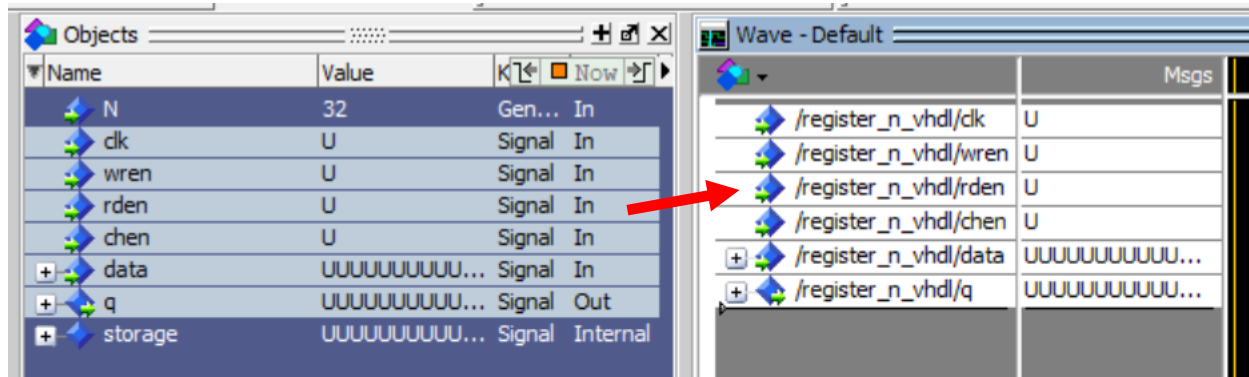 Objects
Name Value K Now
N 32 Gen... In
clk U Signal In
wren U Signal In
rden U Signal In
chen U Signal In
data UUUUUUUUUU... Signal In
q UUUUUUUUUU... Signal Out
storage UUUUUUUUUU... Signal Internal
Wave - Default
Msgs
/register_n_vhdl/clk U
/register_n_vhdl/wren U
/register_n_vhdl/rden U
/register_n_vhdl/chen U
/register_n_vhdl/data UUUUUUUUUUU...
/register_n_vhdl/q UUUUUUUUUUU...